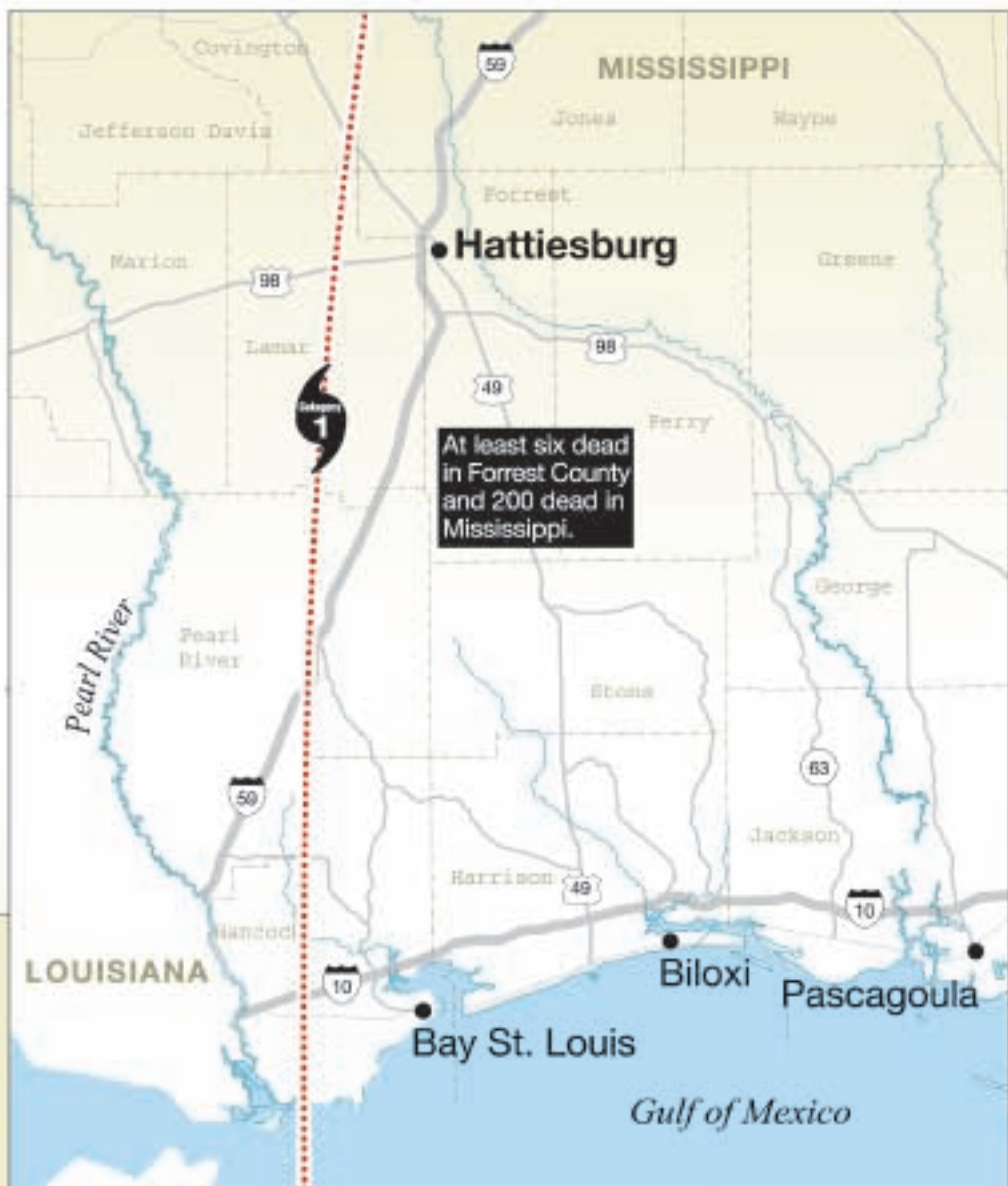 Covington
59
MISSISSIPPI
Jefferson Davis
Jones
Wayne
Forrest
Hattiesburg
Marion
Greene
98
Lamar
98
49
Category
1
Perry
At least six dead
in Forrest County
and 200 dead in
Mississippi.
George
Pearl River
Pearl
River
Stone
63
59
Jackson
Harrison
49
10
Hancock
LOUISIANA
10
Biloxi
Pascagoula
Bay St. Louis
Gulf of Mexico